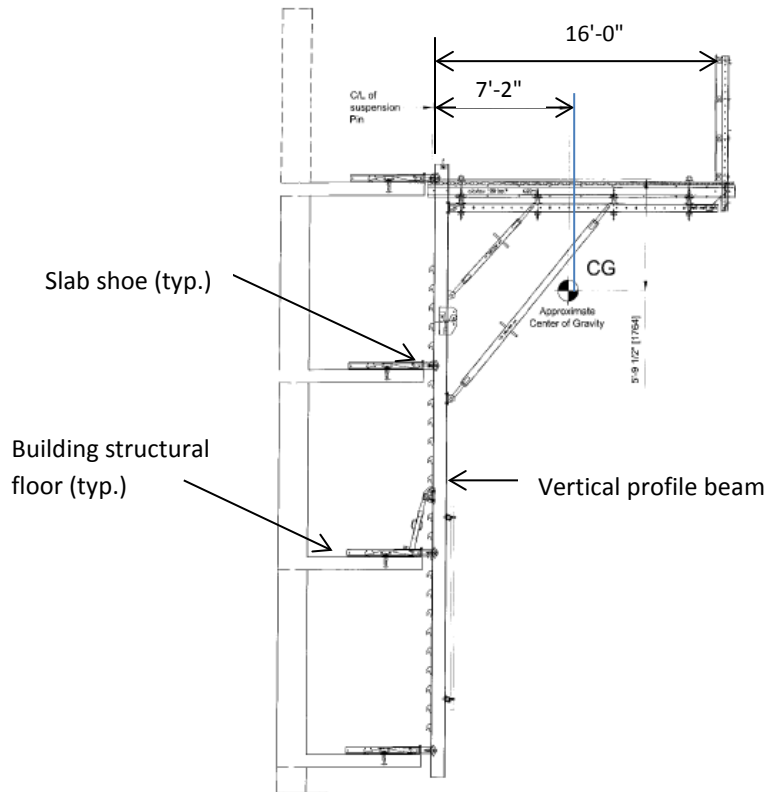 16'-0"
7'-2"
C/L of
suspension
Pin
Slab shoe (typ.)
CG
Approximate
Center of Gravity
5'-9 1/2" [1764]
Building structural
floor (typ.)
Vertical profile beam